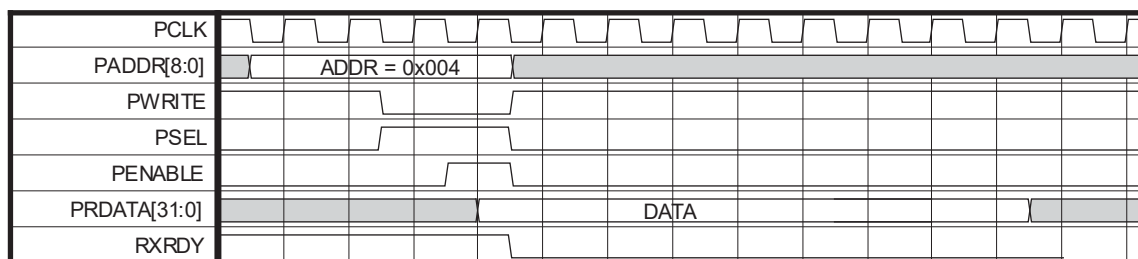 PCLK
PADDR[8:0] ADDR = 0x004
PWRITE
PSEL
PENABLE
PRDATA[31:0] DATA
RXRDY